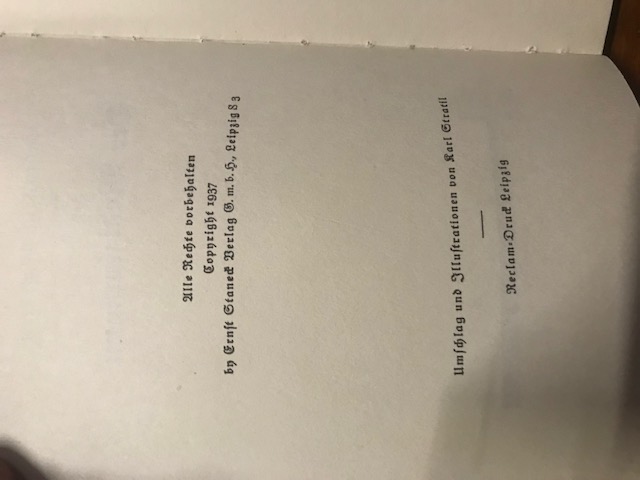 Alle Rechte vorbehalten
Copyright 1937
by Ernst Staneck Verlag G. m. b. H., Leipzig S 3
Umschlag und Illustrationen von Karl Stratil
Reclam-Druck Leipzig